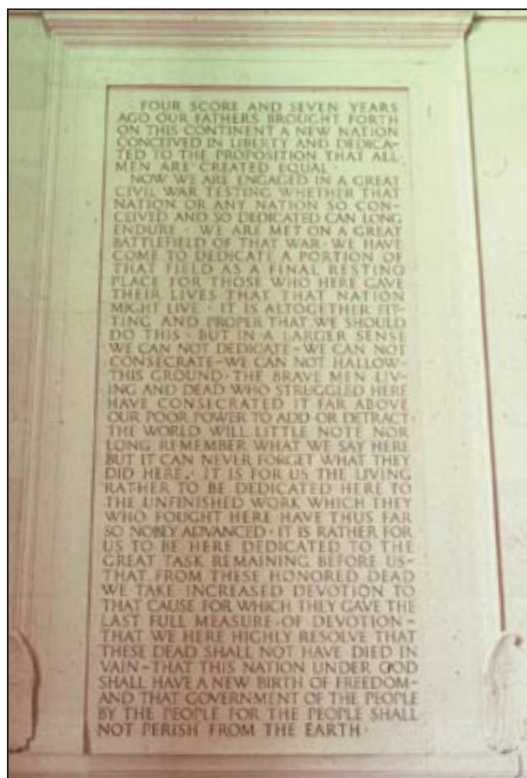 FOUR SCORE AND SEVEN YEARS
AGO OUR FATHERS BROUGHT FORTH
ON THIS CONTINENT A NEW NATION
CONCEIVED IN LIBERTY AND DEDICA-
TED TO THE PROPOSITION THAT ALL
MEN ARE CREATED EQUAL ·
NOW WE ARE ENGAGED IN A GREAT
CIVIL WAR TESTING WHETHER THAT
NATION OR ANY NATION SO CON-
CEIVED AND SO DEDICATED CAN LONG
ENDURE · WE ARE MET ON A GREAT
BATTLEFIELD OF THAT WAR · WE HAVE
COME TO DEDICATE A PORTION OF
THAT FIELD AS A FINAL RESTING
PLACE FOR THOSE WHO HERE GAVE
THEIR LIVES THAT THAT NATION
MIGHT LIVE · IT IS ALTOGETHER FIT-
TING AND PROPER THAT WE SHOULD
DO THIS · BUT IN A LARGER SENSE
WE CAN NOT DEDICATE~WE CAN NOT
CONSECRATE~WE CAN NOT HALLOW~
THIS GROUND · THE BRAVE MEN LIV-
ING AND DEAD WHO STRUGGLED HERE
HAVE CONSECRATED IT FAR ABOVE
OUR POOR POWER TO ADD OR DETRACT ·
THE WORLD WILL LITTLE NOTE NOR
LONG REMEMBER WHAT WE SAY HERE
BUT IT CAN NEVER FORGET WHAT THEY
DID HERE · IT IS FOR US THE LIVING
RATHER TO BE DEDICATED HERE TO
THE UNFINISHED WORK WHICH THEY
WHO FOUGHT HERE HAVE THUS FAR
SO NOBLY ADVANCED · IT IS RATHER FOR
US TO BE HERE DEDICATED TO THE
GREAT TASK REMAINING BEFORE US~
THAT FROM THESE HONORED DEAD
WE TAKE INCREASED DEVOTION TO
THAT CAUSE FOR WHICH THEY GAVE THE
LAST FULL MEASURE OF DEVOTION~
THAT WE HERE HIGHLY RESOLVE THAT
THESE DEAD SHALL NOT HAVE DIED IN
VAIN~THAT THIS NATION UNDER GOD
SHALL HAVE A NEW BIRTH OF FREEDOM~
AND THAT GOVERNMENT OF THE PEOPLE
BY THE PEOPLE FOR THE PEOPLE SHALL
NOT PERISH FROM THE EARTH ·